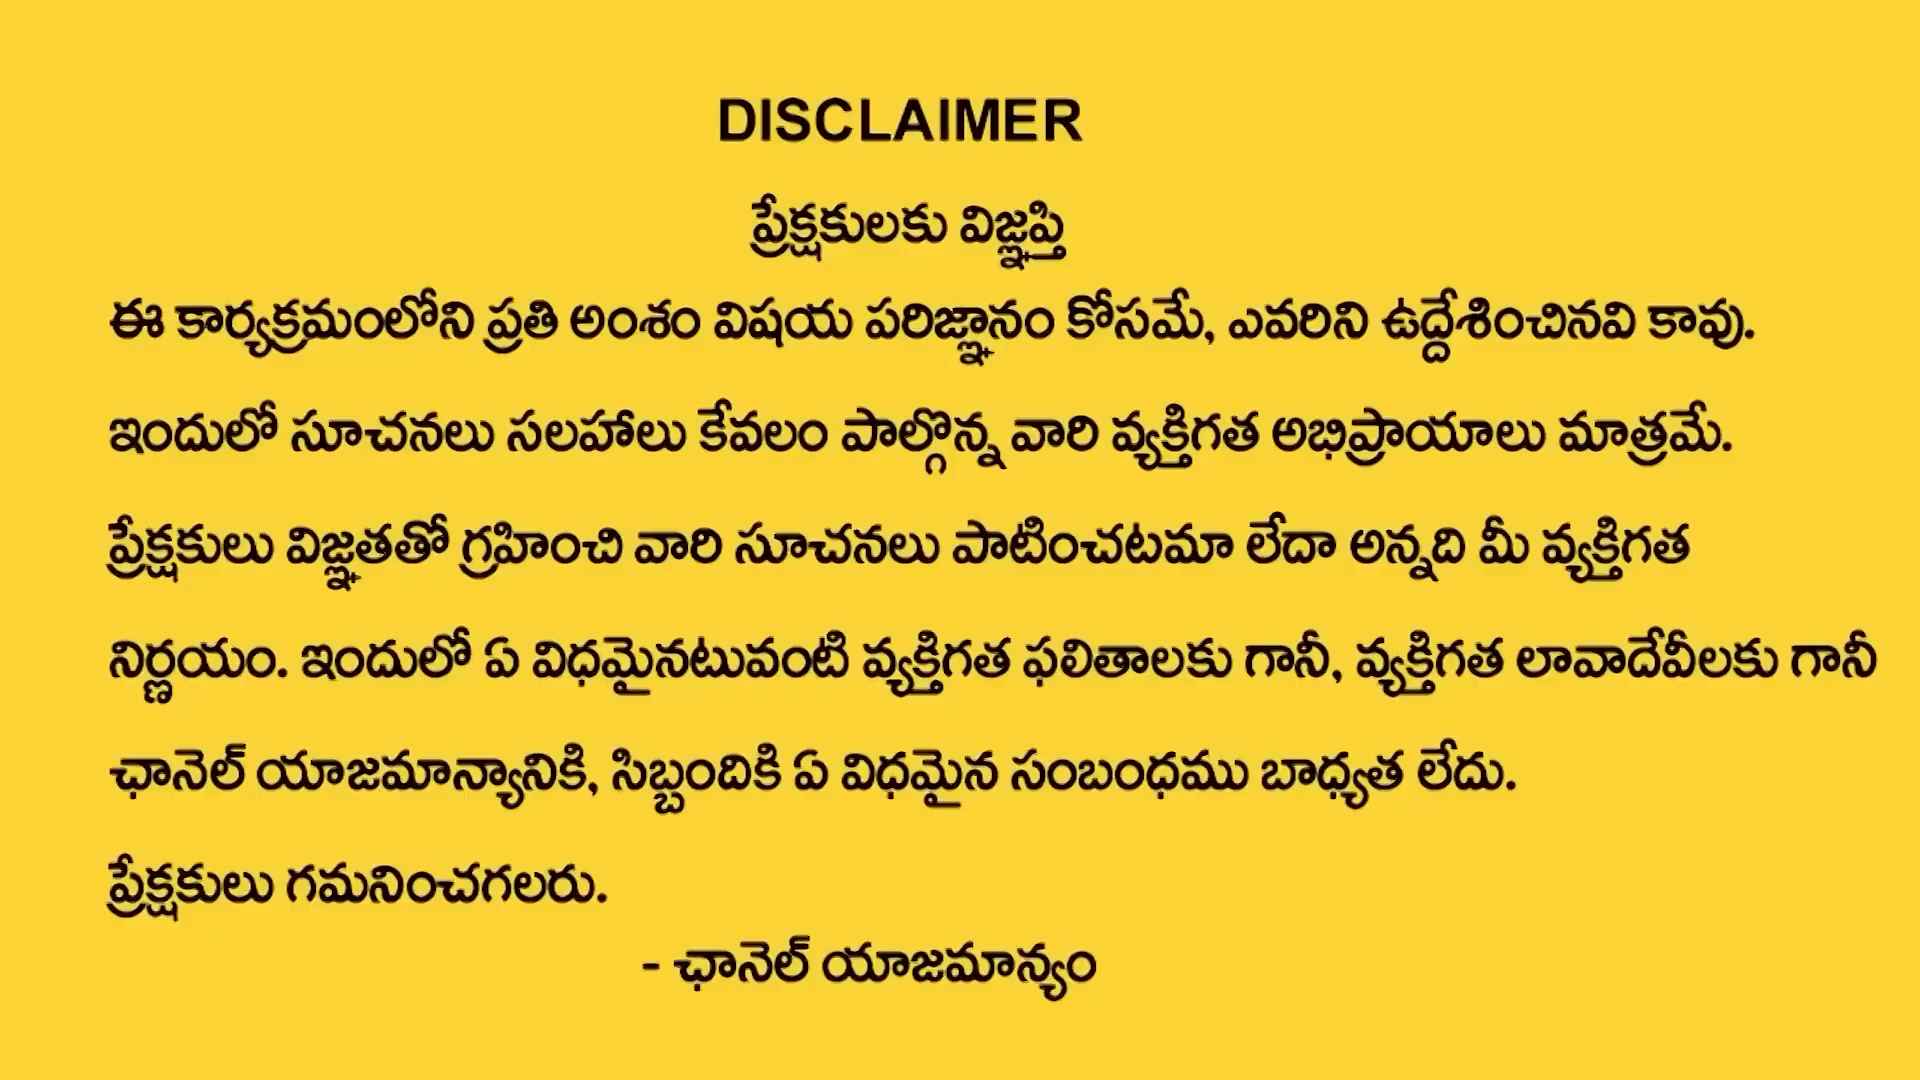 DISCLAIMER
ప్రేక్షకులకు విజ్ఞప్తి
ఈ కార్యక్రమంలోని ప్రతి అంశం విషయ పరిజ్ఞానం కోసమే, ఎవరిని ఉద్దేశించినవి కావు.
ఇందులో సూచనలు సలహాలు కేవలం పాల్గొన్న వారి వ్యక్తిగత అభిప్రాయాలు మాత్రమే.
ప్రేక్షకులు విజ్ఞతతో గ్రహించి వారి సూచనలు పాటించటమా లేదా అన్నది మీ వ్యక్తిగత
నిర్ణయం. ఇందులో ఏ విధమైనటువంటి వ్యక్తిగత ఫలితాలకు గానీ, వ్యక్తిగత లావాదేవీలకు గానీ
ఛానెల్ యాజమాన్యానికి, సిబ్బందికి ఏ విధమైన సంబంధము బాధ్యత లేదు.
ప్రేక్షకులు గమనించగలరు.
- ఛానెల్ యాజమాన్యం